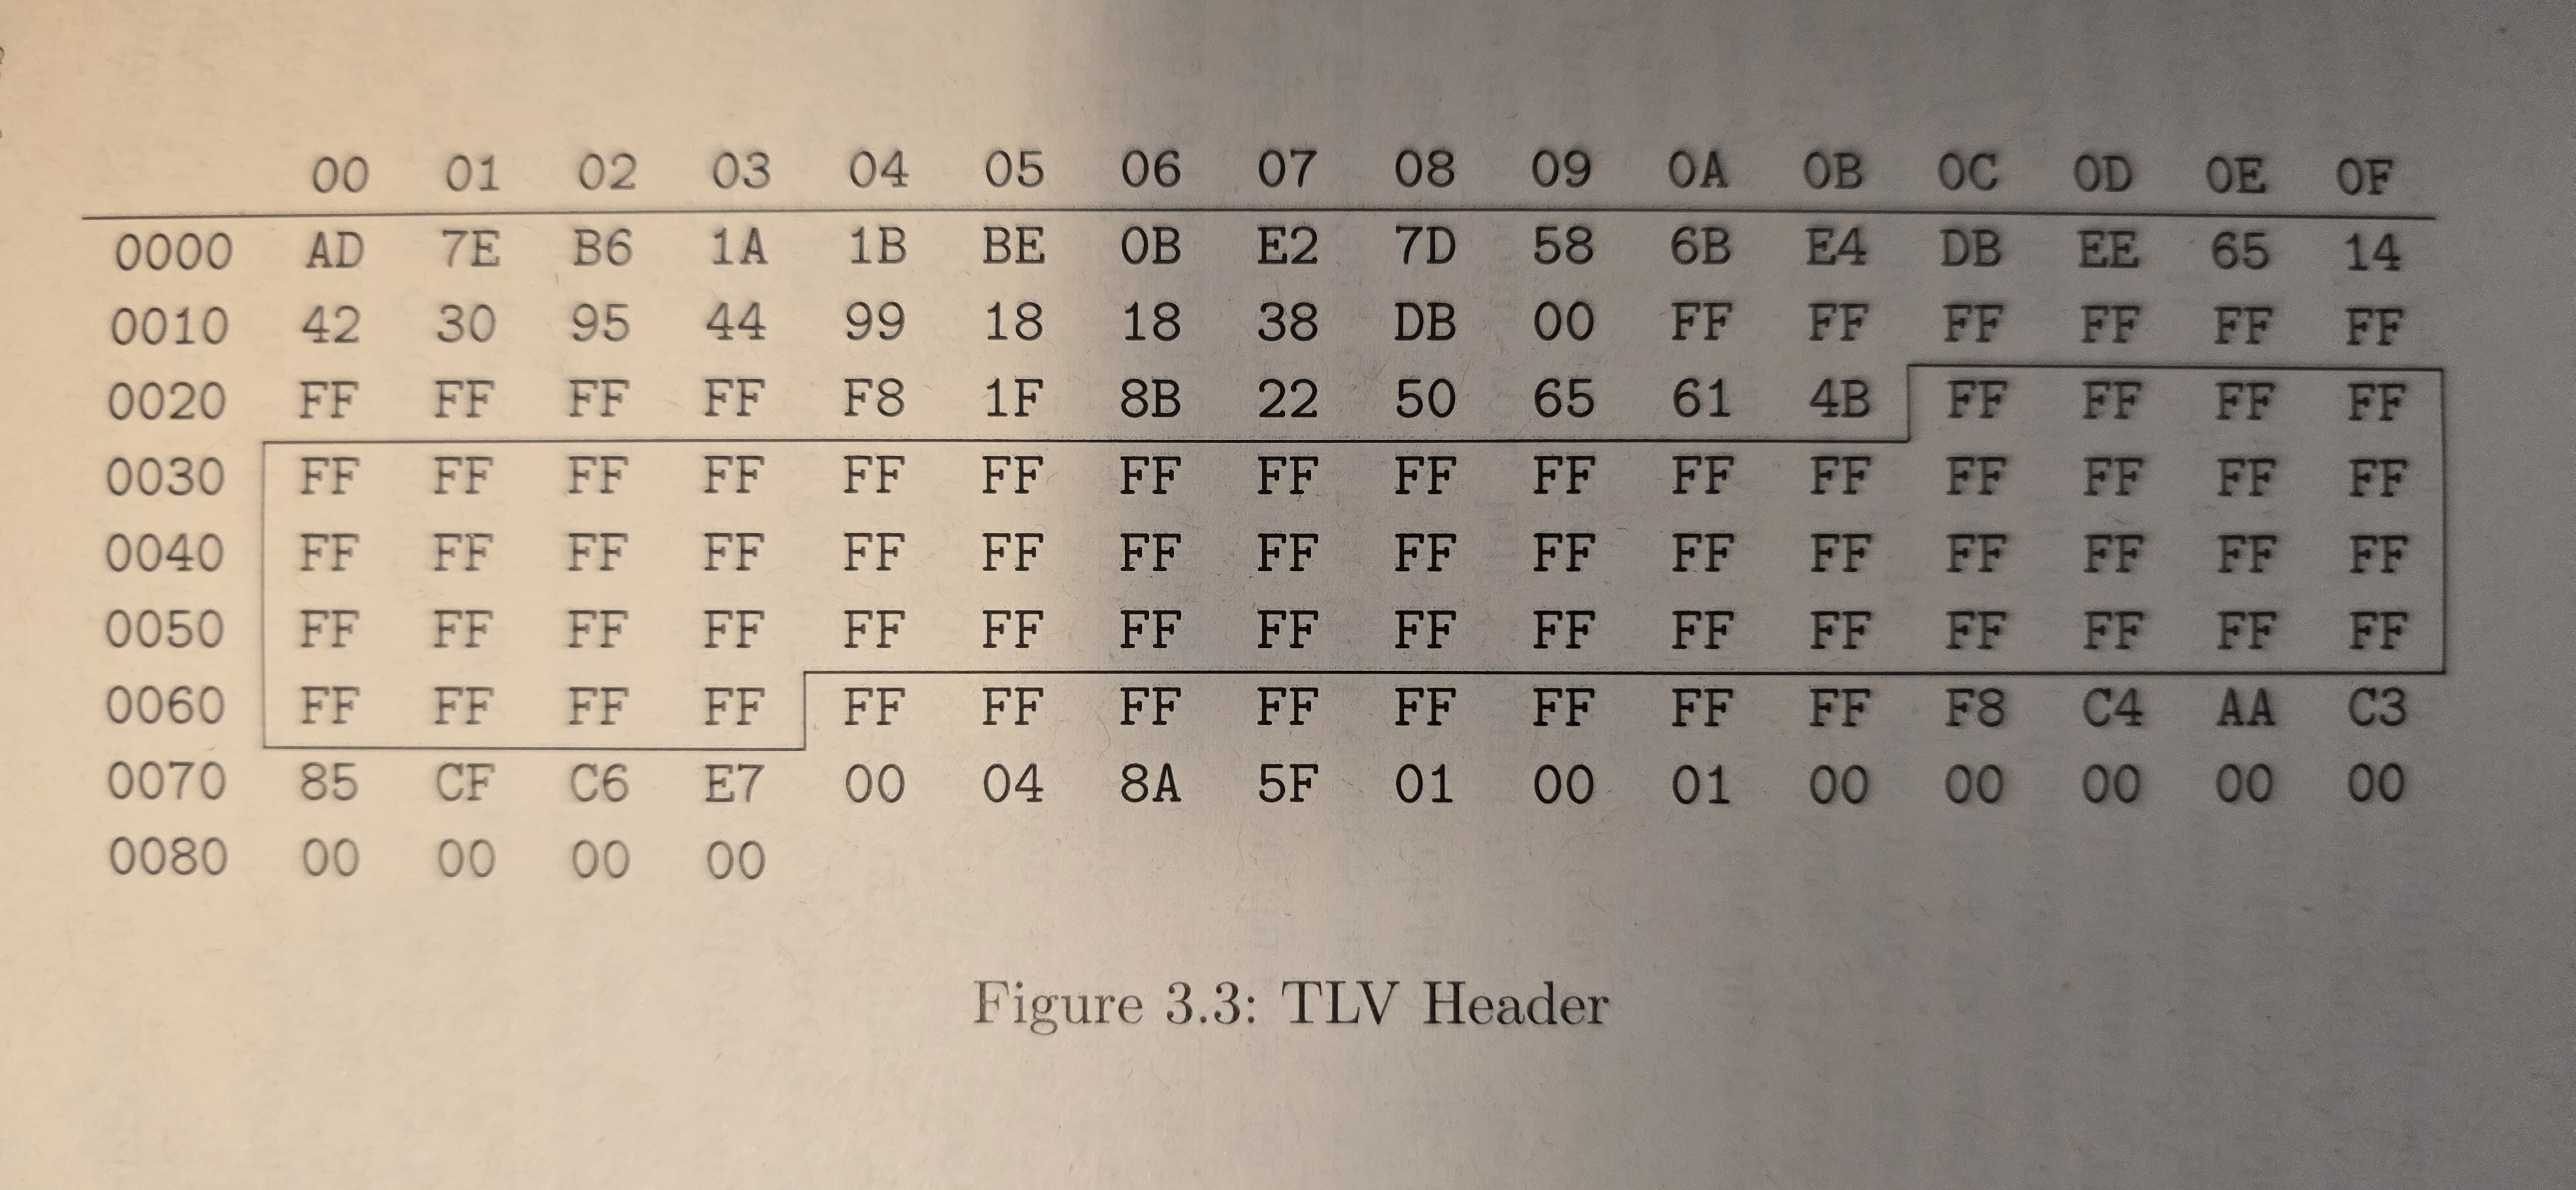 00 01 02 03 04 05 06 07 08 09 0A 0B 0C 0D 0E 0F
0000 AD 7E B6 1A 1B BE 0B E2 7D 58 6B E4 DB EE 65 14
0010 42 30 95 44 99 18 18 38 DB 00 FF FF FF FF FF FF
0020 FF FF FF FF F8 1F 8B 22 50 65 61 4B FF FF FF FF
0030 FF FF FF FF FF FF FF FF FF FF FF FF FF FF FF FF
0040 FF FF FF FF FF FF FF FF FF FF FF FF FF FF FF FF
0050 FF FF FF FF FF FF FF FF FF FF FF FF FF FF FF FF
0060 FF FF FF FF FF FF FF FF FF FF FF FF F8 C4 AA C3
0070 85 CF C6 E7 00 04 8A 5F 01 00 01 00 00 00 00 00
0080 00 00 00 00
Figure 3.3: TLV Header